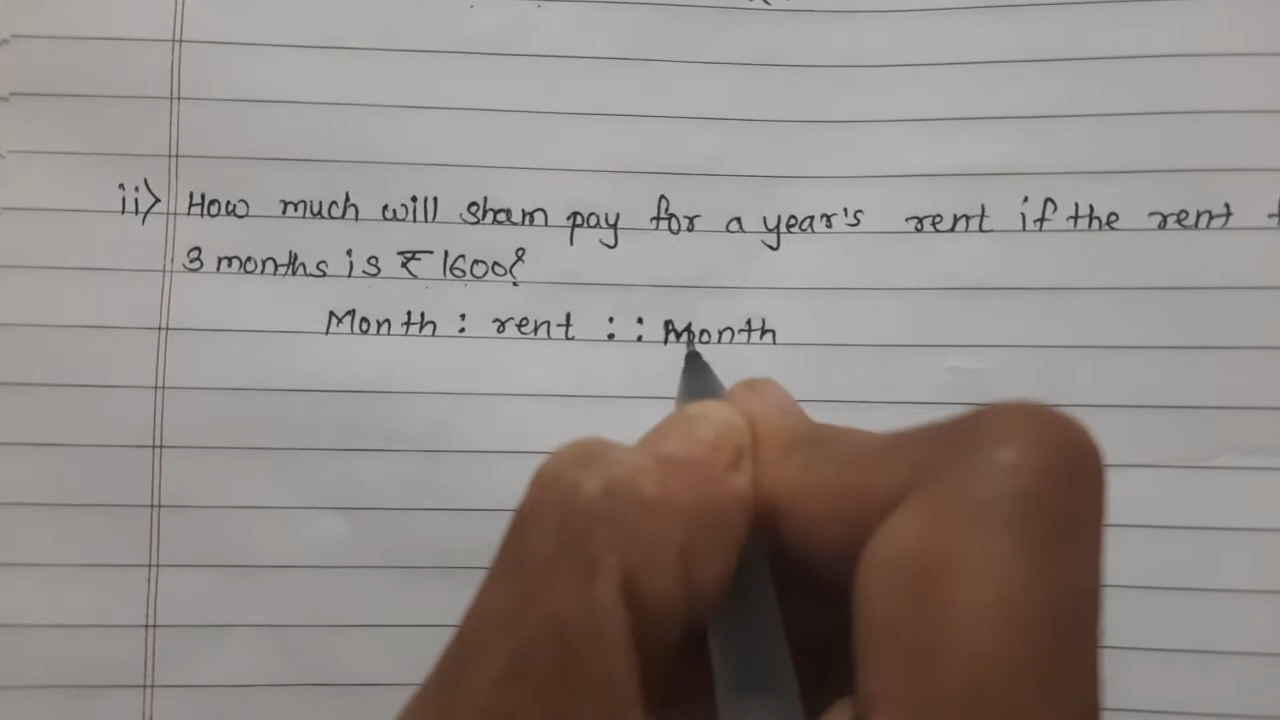 ii) How much will sham pay for a year's rent if the rent
3 months is ₹1600?
Month : rent :: Month